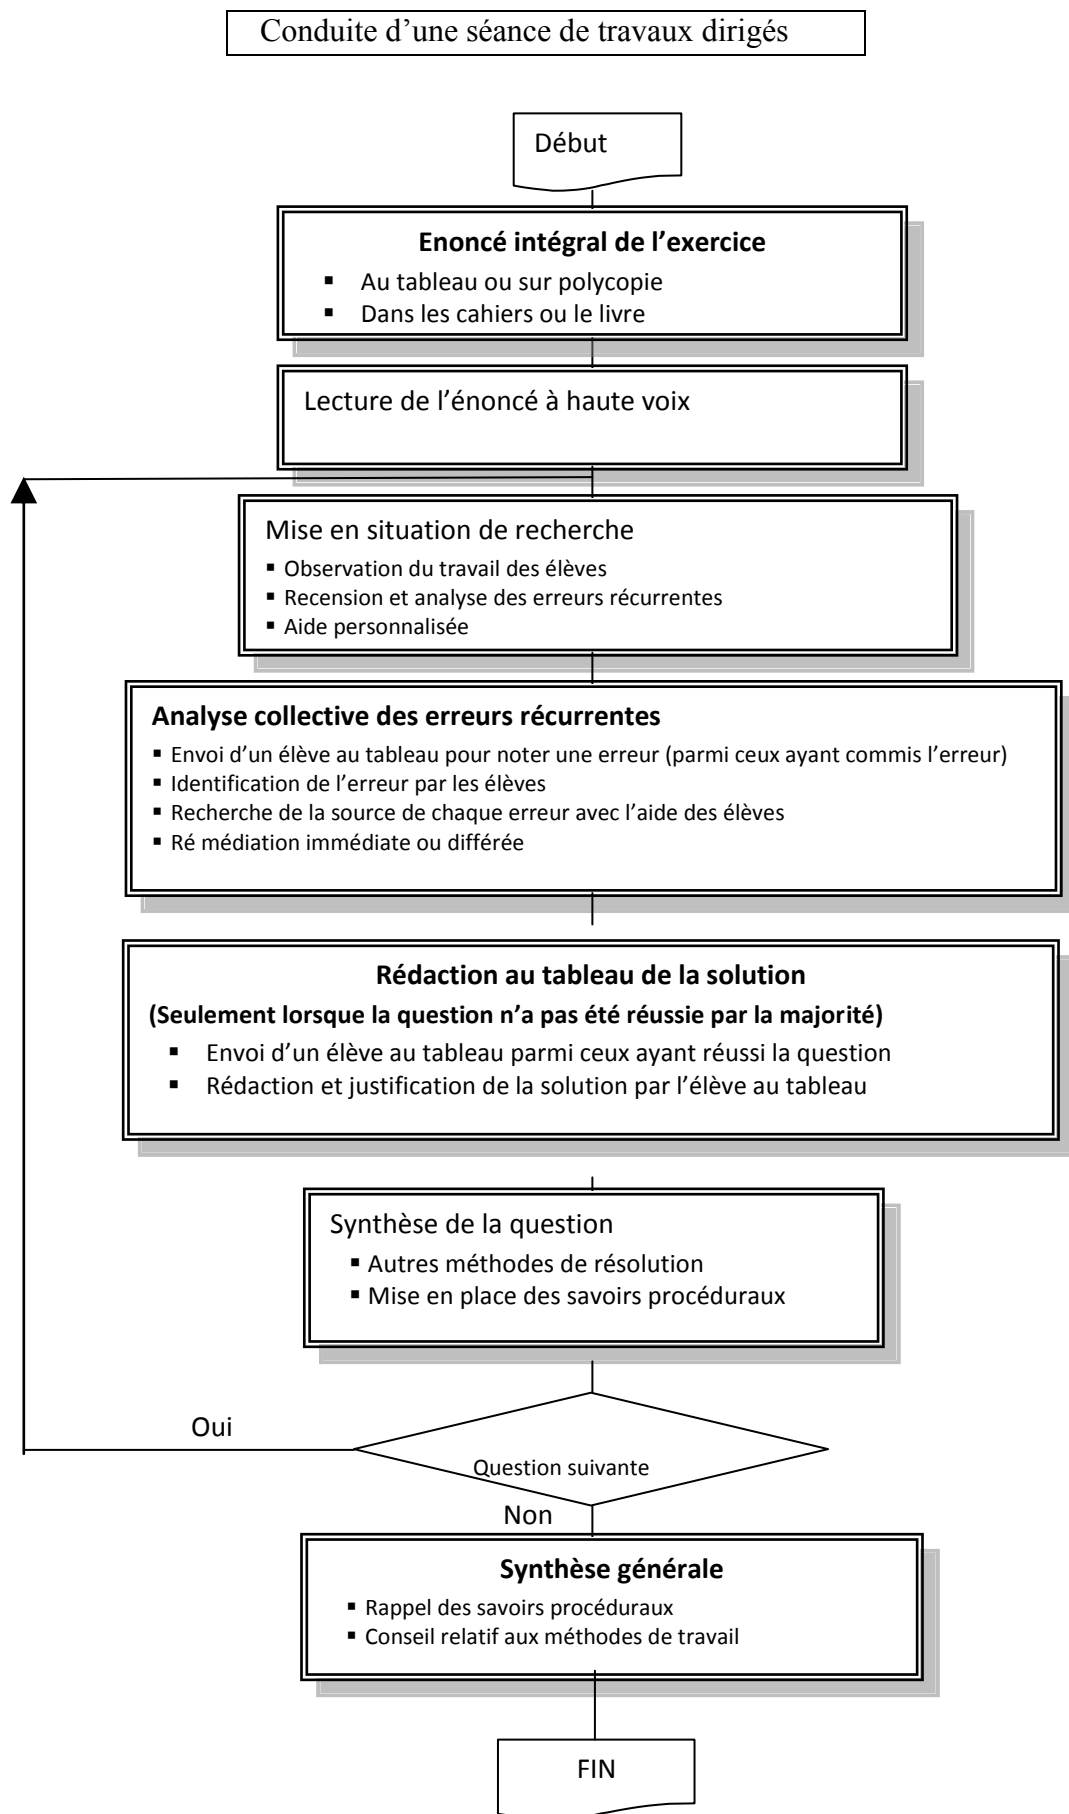 Conduite d’une séance de travaux dirigés
Début
Enoncé intégral de l’exercice
▪ Au tableau ou sur polycopie
▪ Dans les cahiers ou le livre
Lecture de l’énoncé à haute voix
Mise en situation de recherche
▪ Observation du travail des élèves
▪ Recension et analyse des erreurs récurrentes
▪ Aide personnalisée
Analyse collective des erreurs récurrentes
▪ Envoi d’un élève au tableau pour noter une erreur (parmi ceux ayant commis l’erreur)
▪ Identification de l’erreur par les élèves
▪ Recherche de la source de chaque erreur avec l’aide des élèves
▪ Ré médiation immédiate ou différée
Rédaction au tableau de la solution
(Seulement lorsque la question n’a pas été réussie par la majorité)
▪ Envoi d’un élève au tableau parmi ceux ayant réussi la question
▪ Rédaction et justification de la solution par l’élève au tableau
Synthèse de la question
▪ Autres méthodes de résolution
▪ Mise en place des savoirs procéduraux
Oui
Question suivante
Non
Synthèse générale
▪ Rappel des savoirs procéduraux
▪ Conseil relatif aux méthodes de travail
FIN